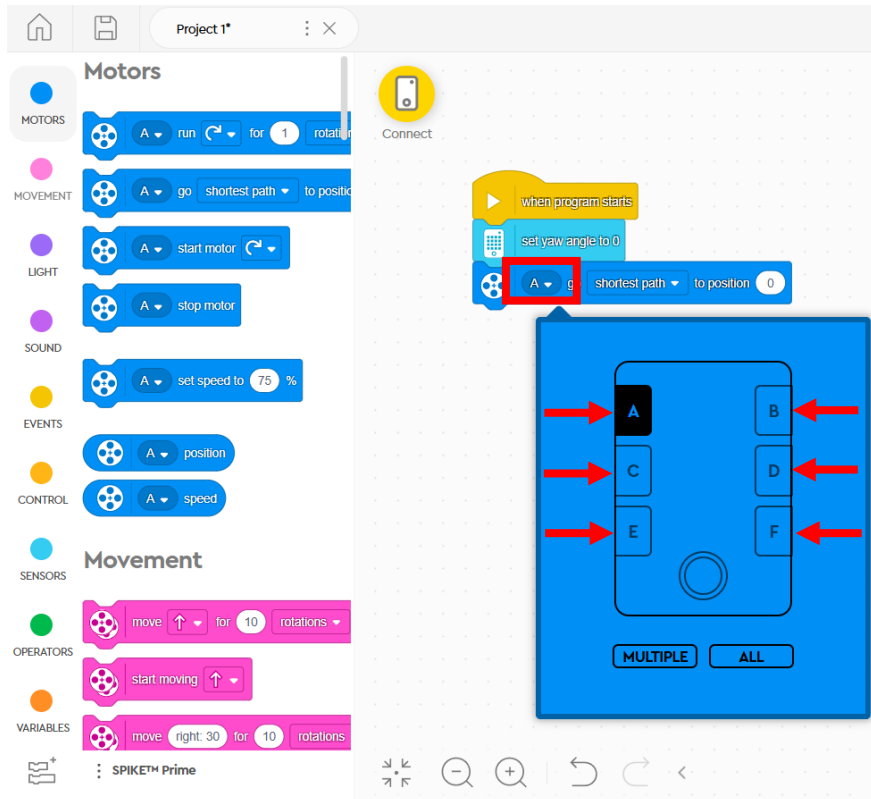 Project 1*
Motors
MOTORS
A run for 1 rotati
A go shortest path to positio
MOVEMENT
A start motor
LIGHT
A stop motor
SOUND
A set speed to 75 %
EVENTS
A position
CONTROL
A speed
SENSORS
Movement
OPERATORS
move for 10 rotations
start moving
VARIABLES
move right: 30 for 10 rotations
SPIKE™ Prime
Connect
when program starts
set yaw angle to 0
A go shortest path to position 0
A B
C D
E F
MULTIPLE ALL